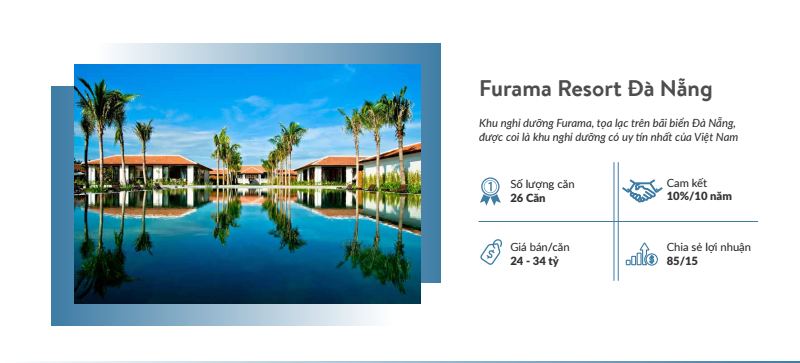 Furama Resort Đà Nẵng
Khu nghỉ dưỡng Furama, tọa lạc trên bãi biển Đà Nẵng,
được coi là khu nghỉ dưỡng có uy tín nhất của Việt Nam
1
Số lượng căn
26 Căn
Cam kết
10%/10 năm
$
Giá bán/căn
24 - 34 tỷ
$
Chia sẻ lợi nhuận
85/15